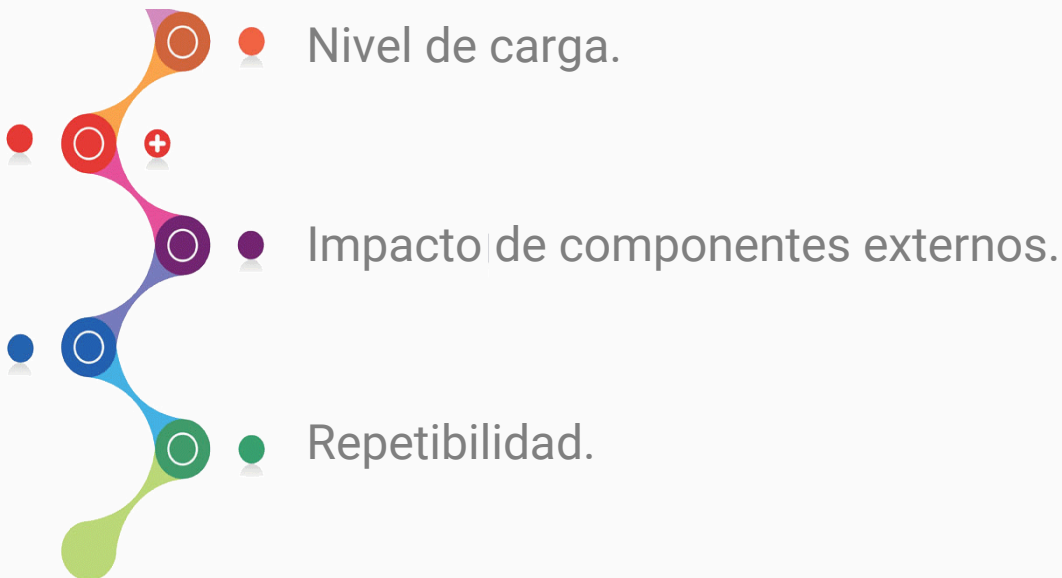 Nivel de carga.
Impacto de componentes externos.
Repetibilidad.